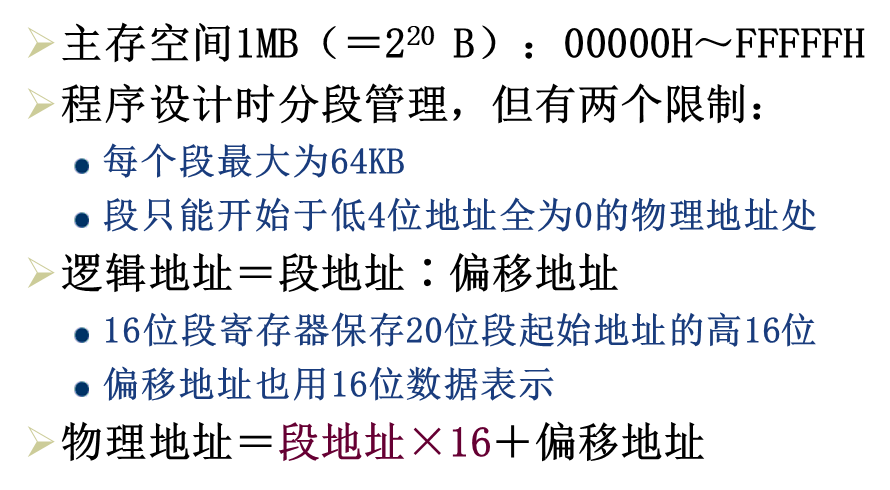 主存空间1MB（＝2²⁰ B）：00000H～FFFFFH
程序设计时分段管理，但有两个限制：
每个段最大为64KB
段只能开始于低4位地址全为0的物理地址处
逻辑地址＝段地址∶偏移地址
16位段寄存器保存20位段起始地址的高16位
偏移地址也用16位数据表示
物理地址＝段地址×16＋偏移地址